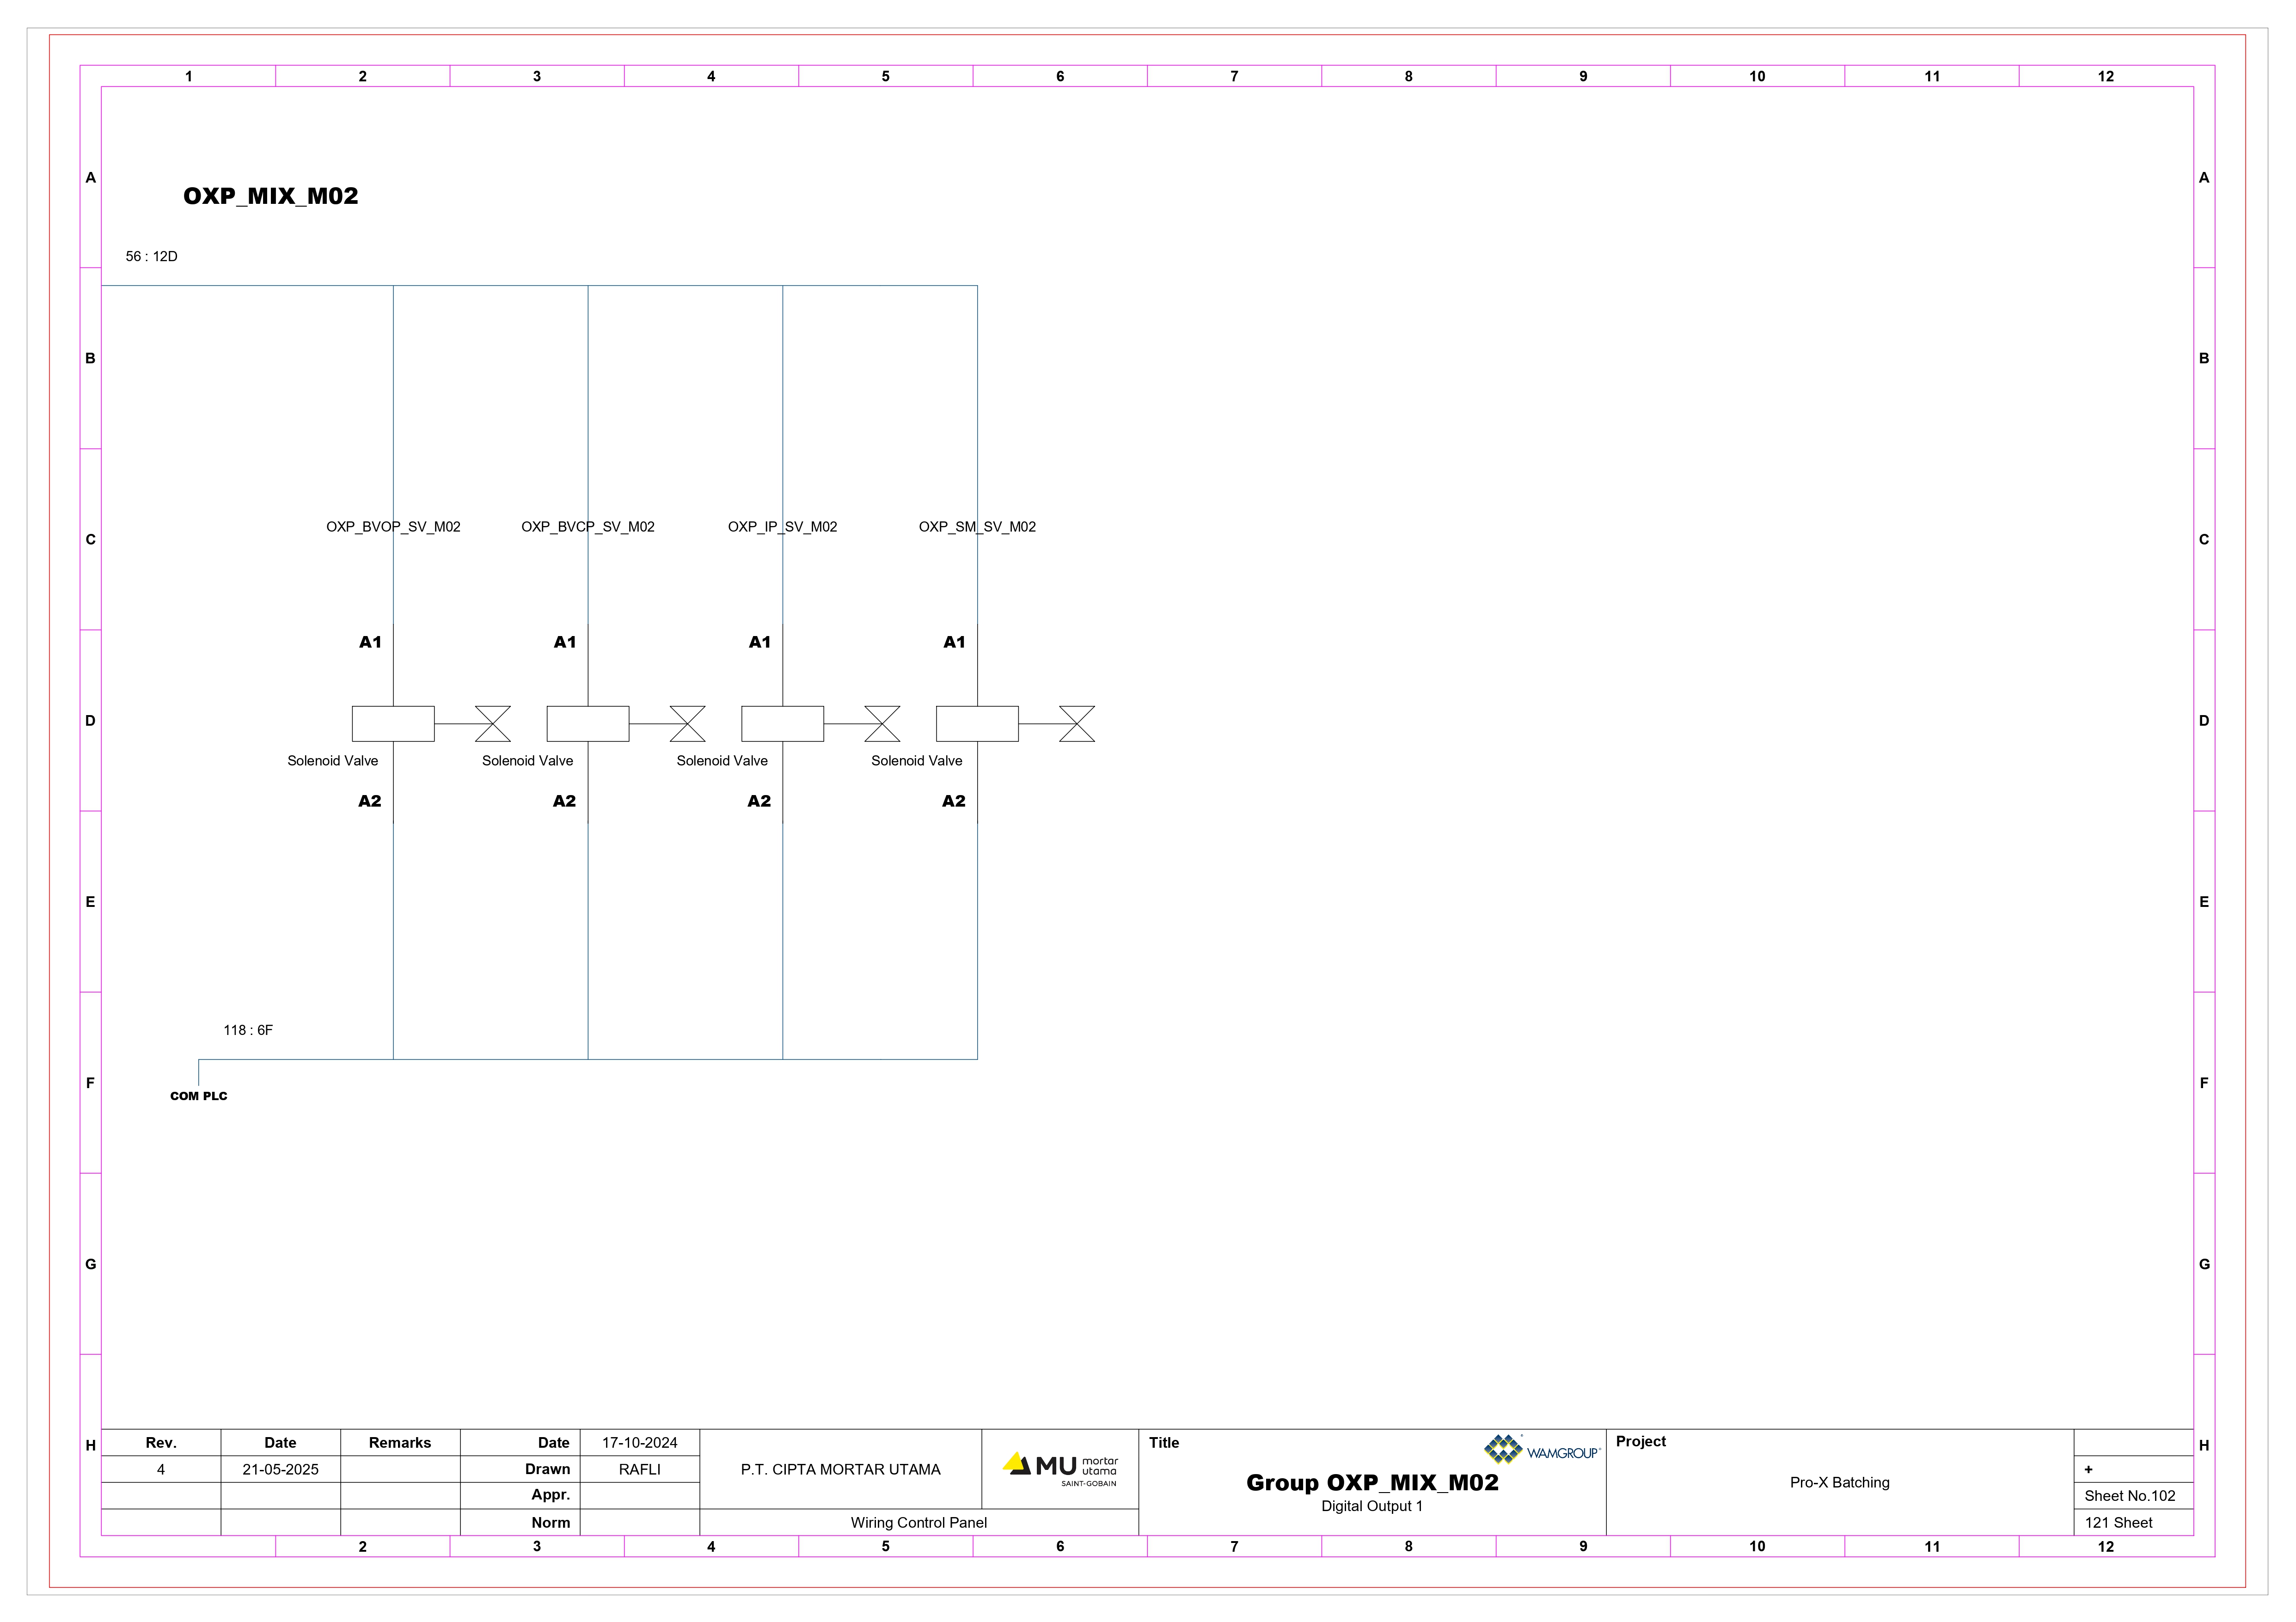 1 2 3 4 5 6 7 8 9 10 11 12
A A
OXP_MIX_M02
56 : 12D
B B
OXP_BVOP_SV_M02 OXP_BVCP_SV_M02 OXP_IP_SV_M02 OXP_SM_SV_M02
C C
A1 A1 A1 A1
D D
Solenoid Valve Solenoid Valve Solenoid Valve Solenoid Valve
A2 A2 A2 A2
E E
118 : 6F
F F
COM PLC
G G
H H
Rev. Date Remarks Date 17-10-2024
4 21-05-2025 Drawn RAFLI
Appr.
Norm
P.T. CIPTA MORTAR UTAMA
MU mortar
utama
SAINT-GOBAIN
Wiring Control Panel
Title
WAMGROUP®
Group OXP_MIX_M02
Digital Output 1
Project
Pro-X Batching
+
Sheet No.102
121 Sheet
2 3 4 5 6 7 8 9 10 11 12